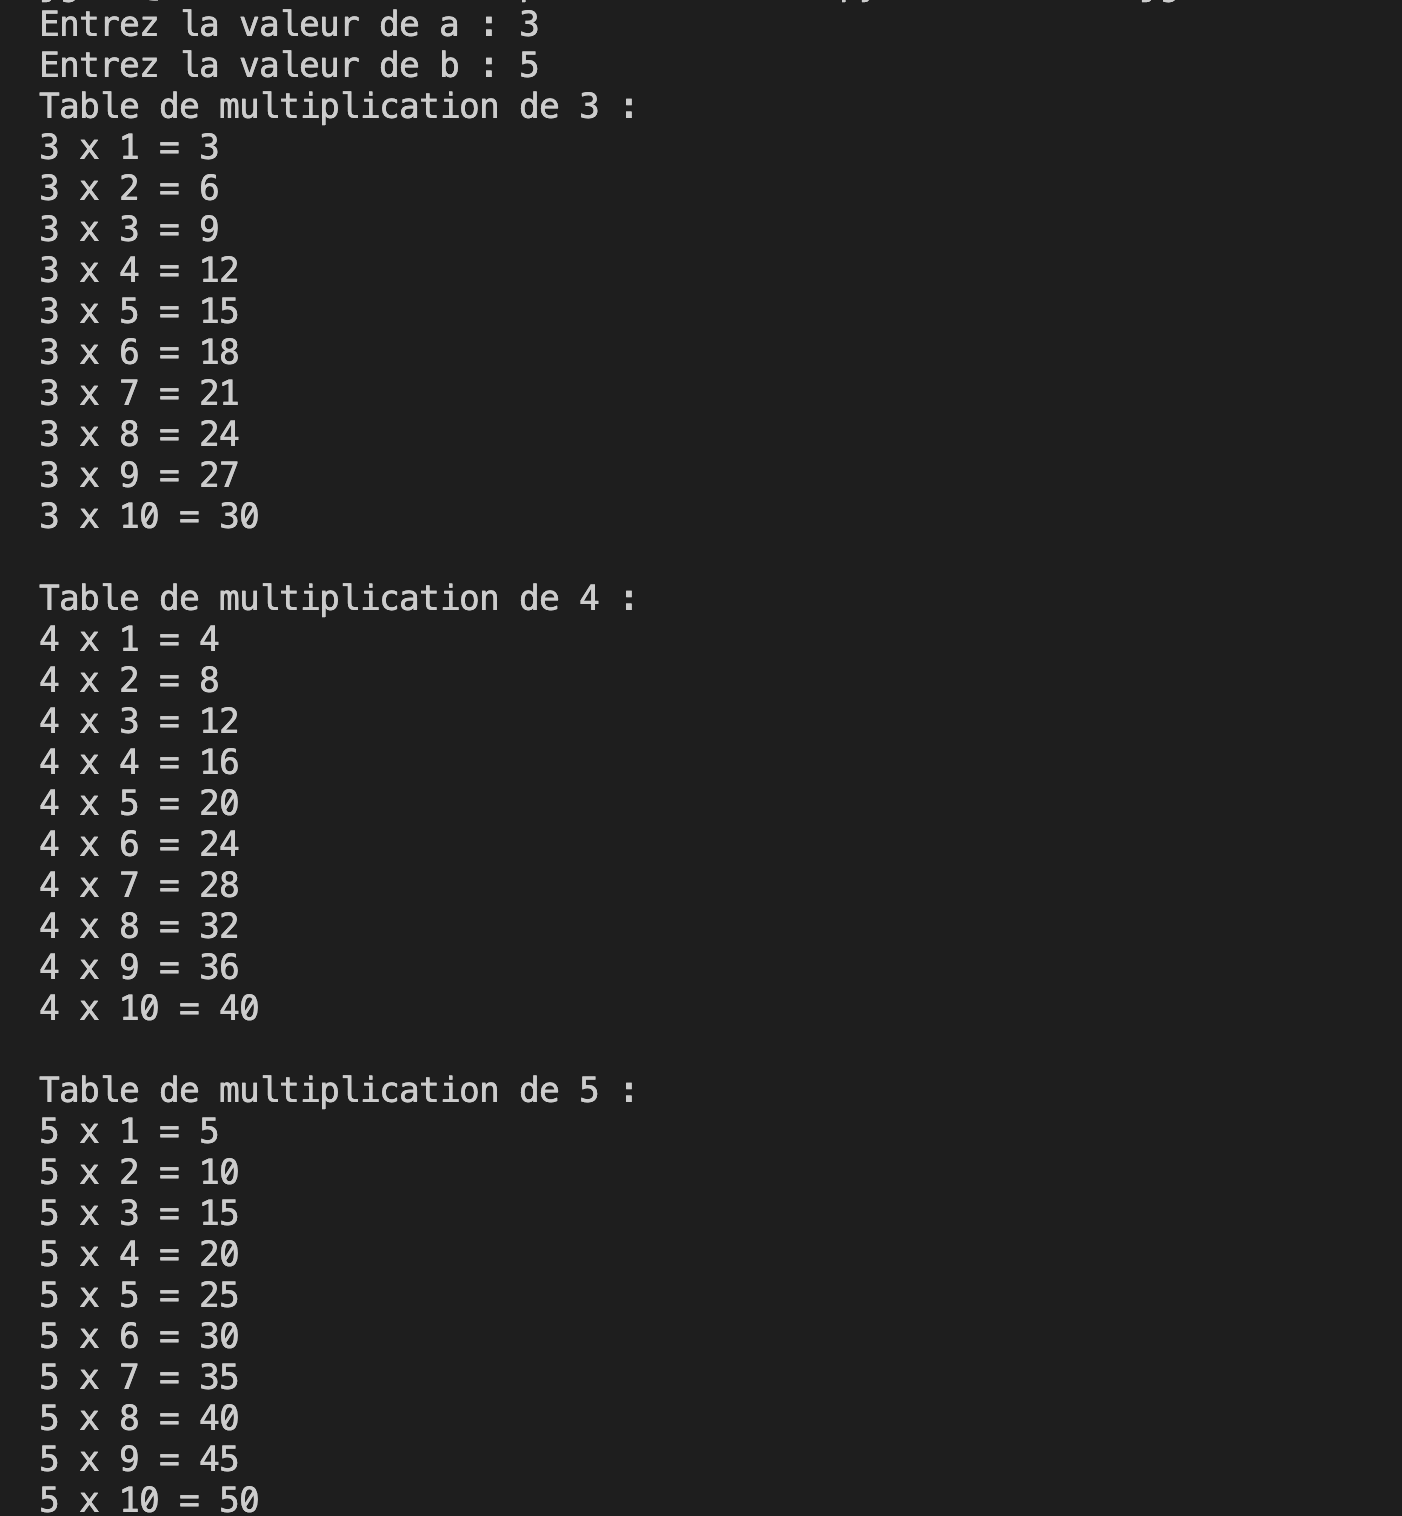 Entrez la valeur de a : 3
Entrez la valeur de b : 5
Table de multiplication de 3 :
3 x 1 = 3
3 x 2 = 6
3 x 3 = 9
3 x 4 = 12
3 x 5 = 15
3 x 6 = 18
3 x 7 = 21
3 x 8 = 24
3 x 9 = 27
3 x 10 = 30
Table de multiplication de 4 :
4 x 1 = 4
4 x 2 = 8
4 x 3 = 12
4 x 4 = 16
4 x 5 = 20
4 x 6 = 24
4 x 7 = 28
4 x 8 = 32
4 x 9 = 36
4 x 10 = 40
Table de multiplication de 5 :
5 x 1 = 5
5 x 2 = 10
5 x 3 = 15
5 x 4 = 20
5 x 5 = 25
5 x 6 = 30
5 x 7 = 35
5 x 8 = 40
5 x 9 = 45
5 x 10 = 50